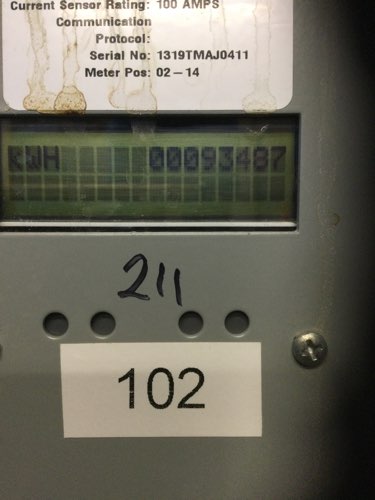 Current Sensor Rating: 100 AMPS
Communication
Protocol:
Serial No: 1319TMAJ0411
Meter Pos: 02-14
KWH 00093487
211
102